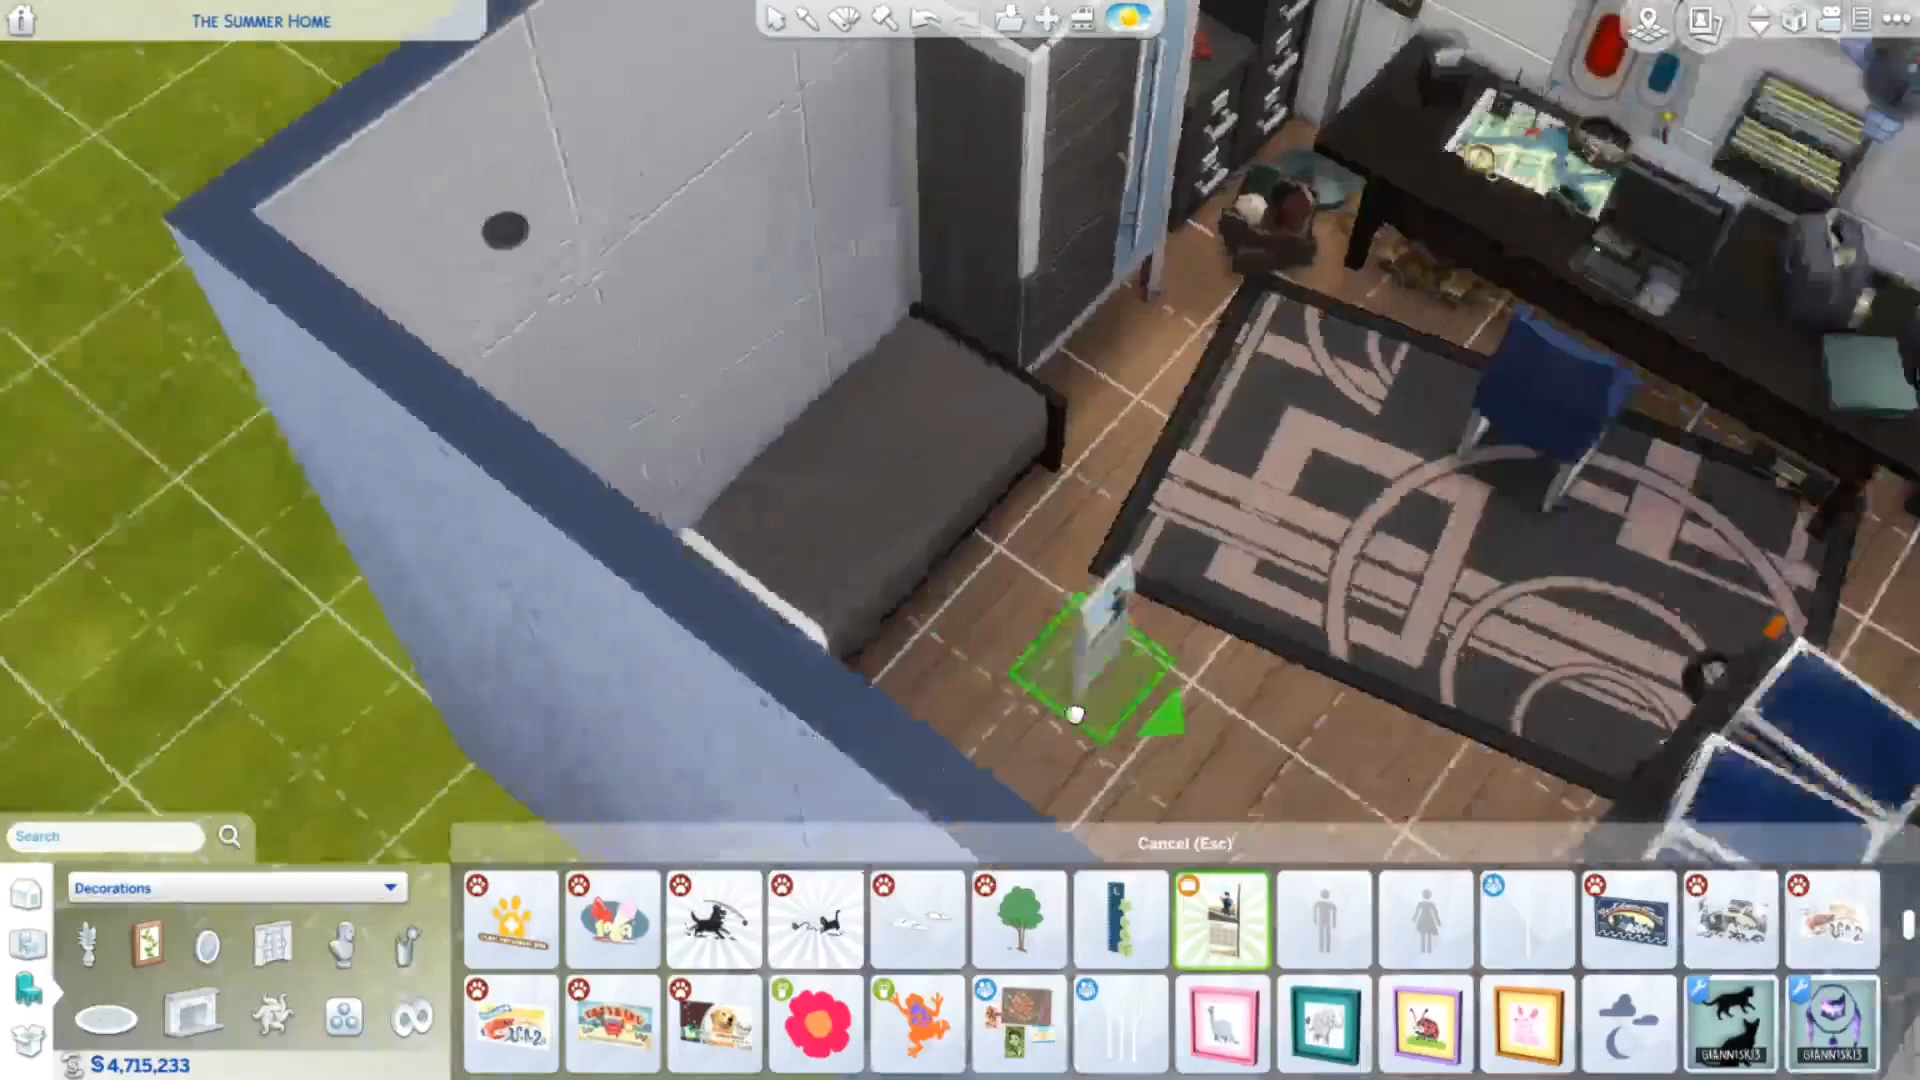 THE SUMMER HOME
Search
Cancel (Esc)
Decorations
GIANNISKI3
GIANNISKI3
$4,715,233